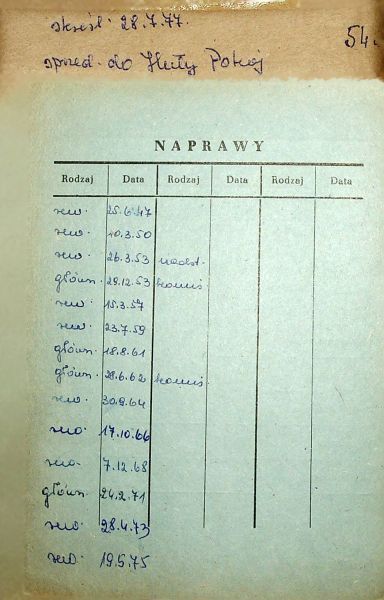 skreśl. 28.7.77.
54.
sprzed. do Huty Pokój
NAPRAWY
Rodzaj Data Rodzaj Data Rodzaj Data
rew. 25.6.47
rew. 10.3.50
rew. 26.3.53 nadst.
główn. 29.12.53 komis
rew. 15.3.57
rew. 23.7.59
główn. 18.8.61
główn. 28.6.62 komis.
rew. 30.9.64
rew. 17.10.66
rew. 7.12.68
główn. 24.2.71
rew. 28.4.73
rew. 19.5.75